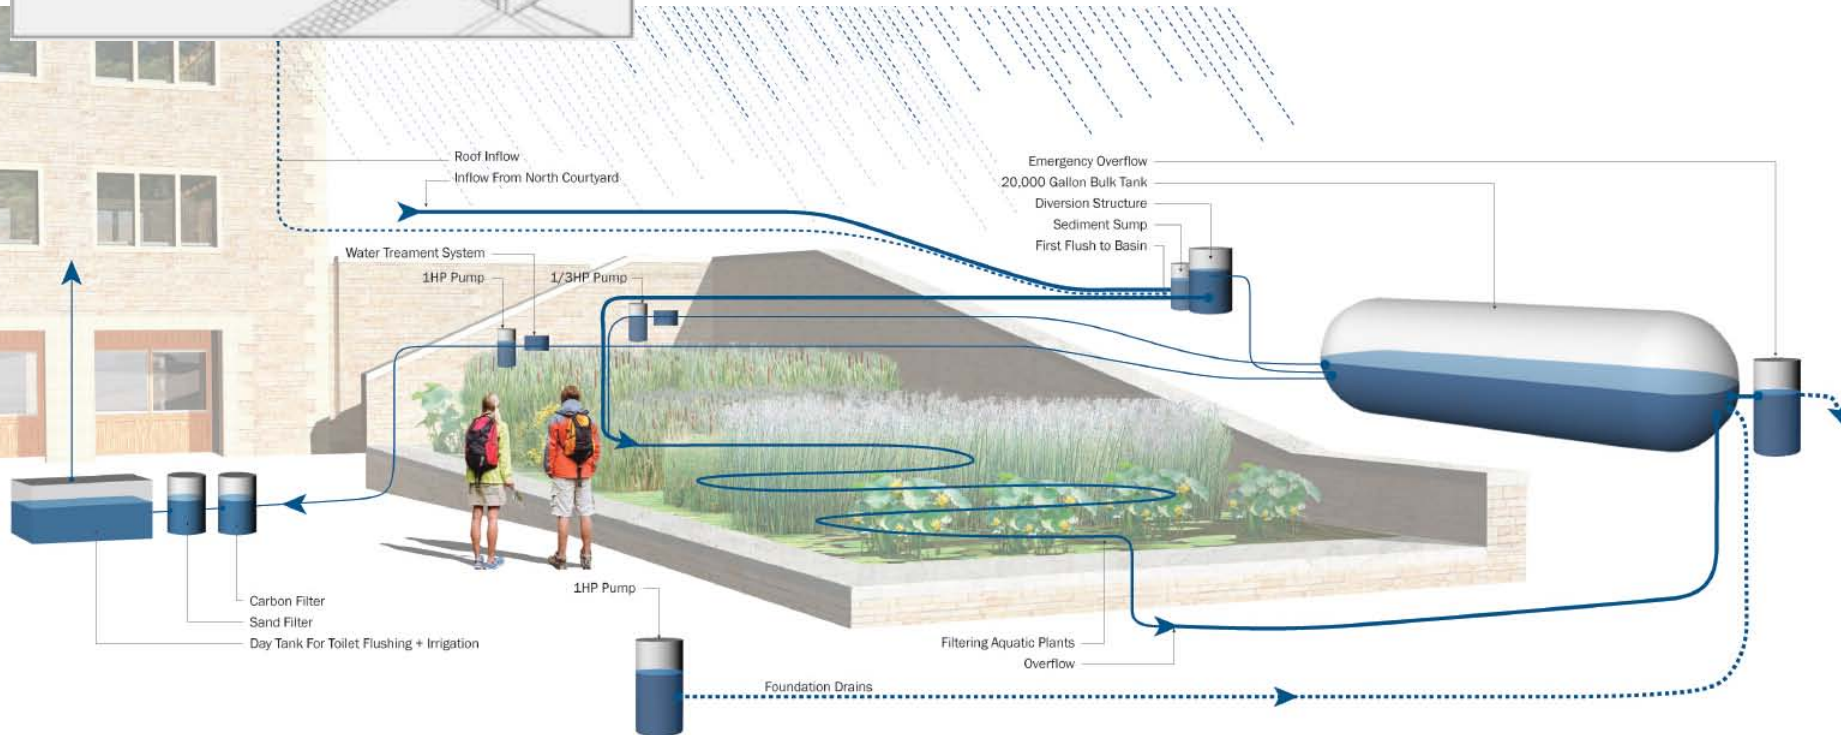 Roof Inflow
Inflow From North Courtyard
Emergency Overflow
20,000 Gallon Bulk Tank
Diversion Structure
Sediment Sump
First Flush to Basin
Water Treament System
1HP Pump
1/3HP Pump
Carbon Filter
Sand Filter
Day Tank For Toilet Flushing + Irrigation
1HP Pump
Filtering Aquatic Plants
Overflow
Foundation Drains